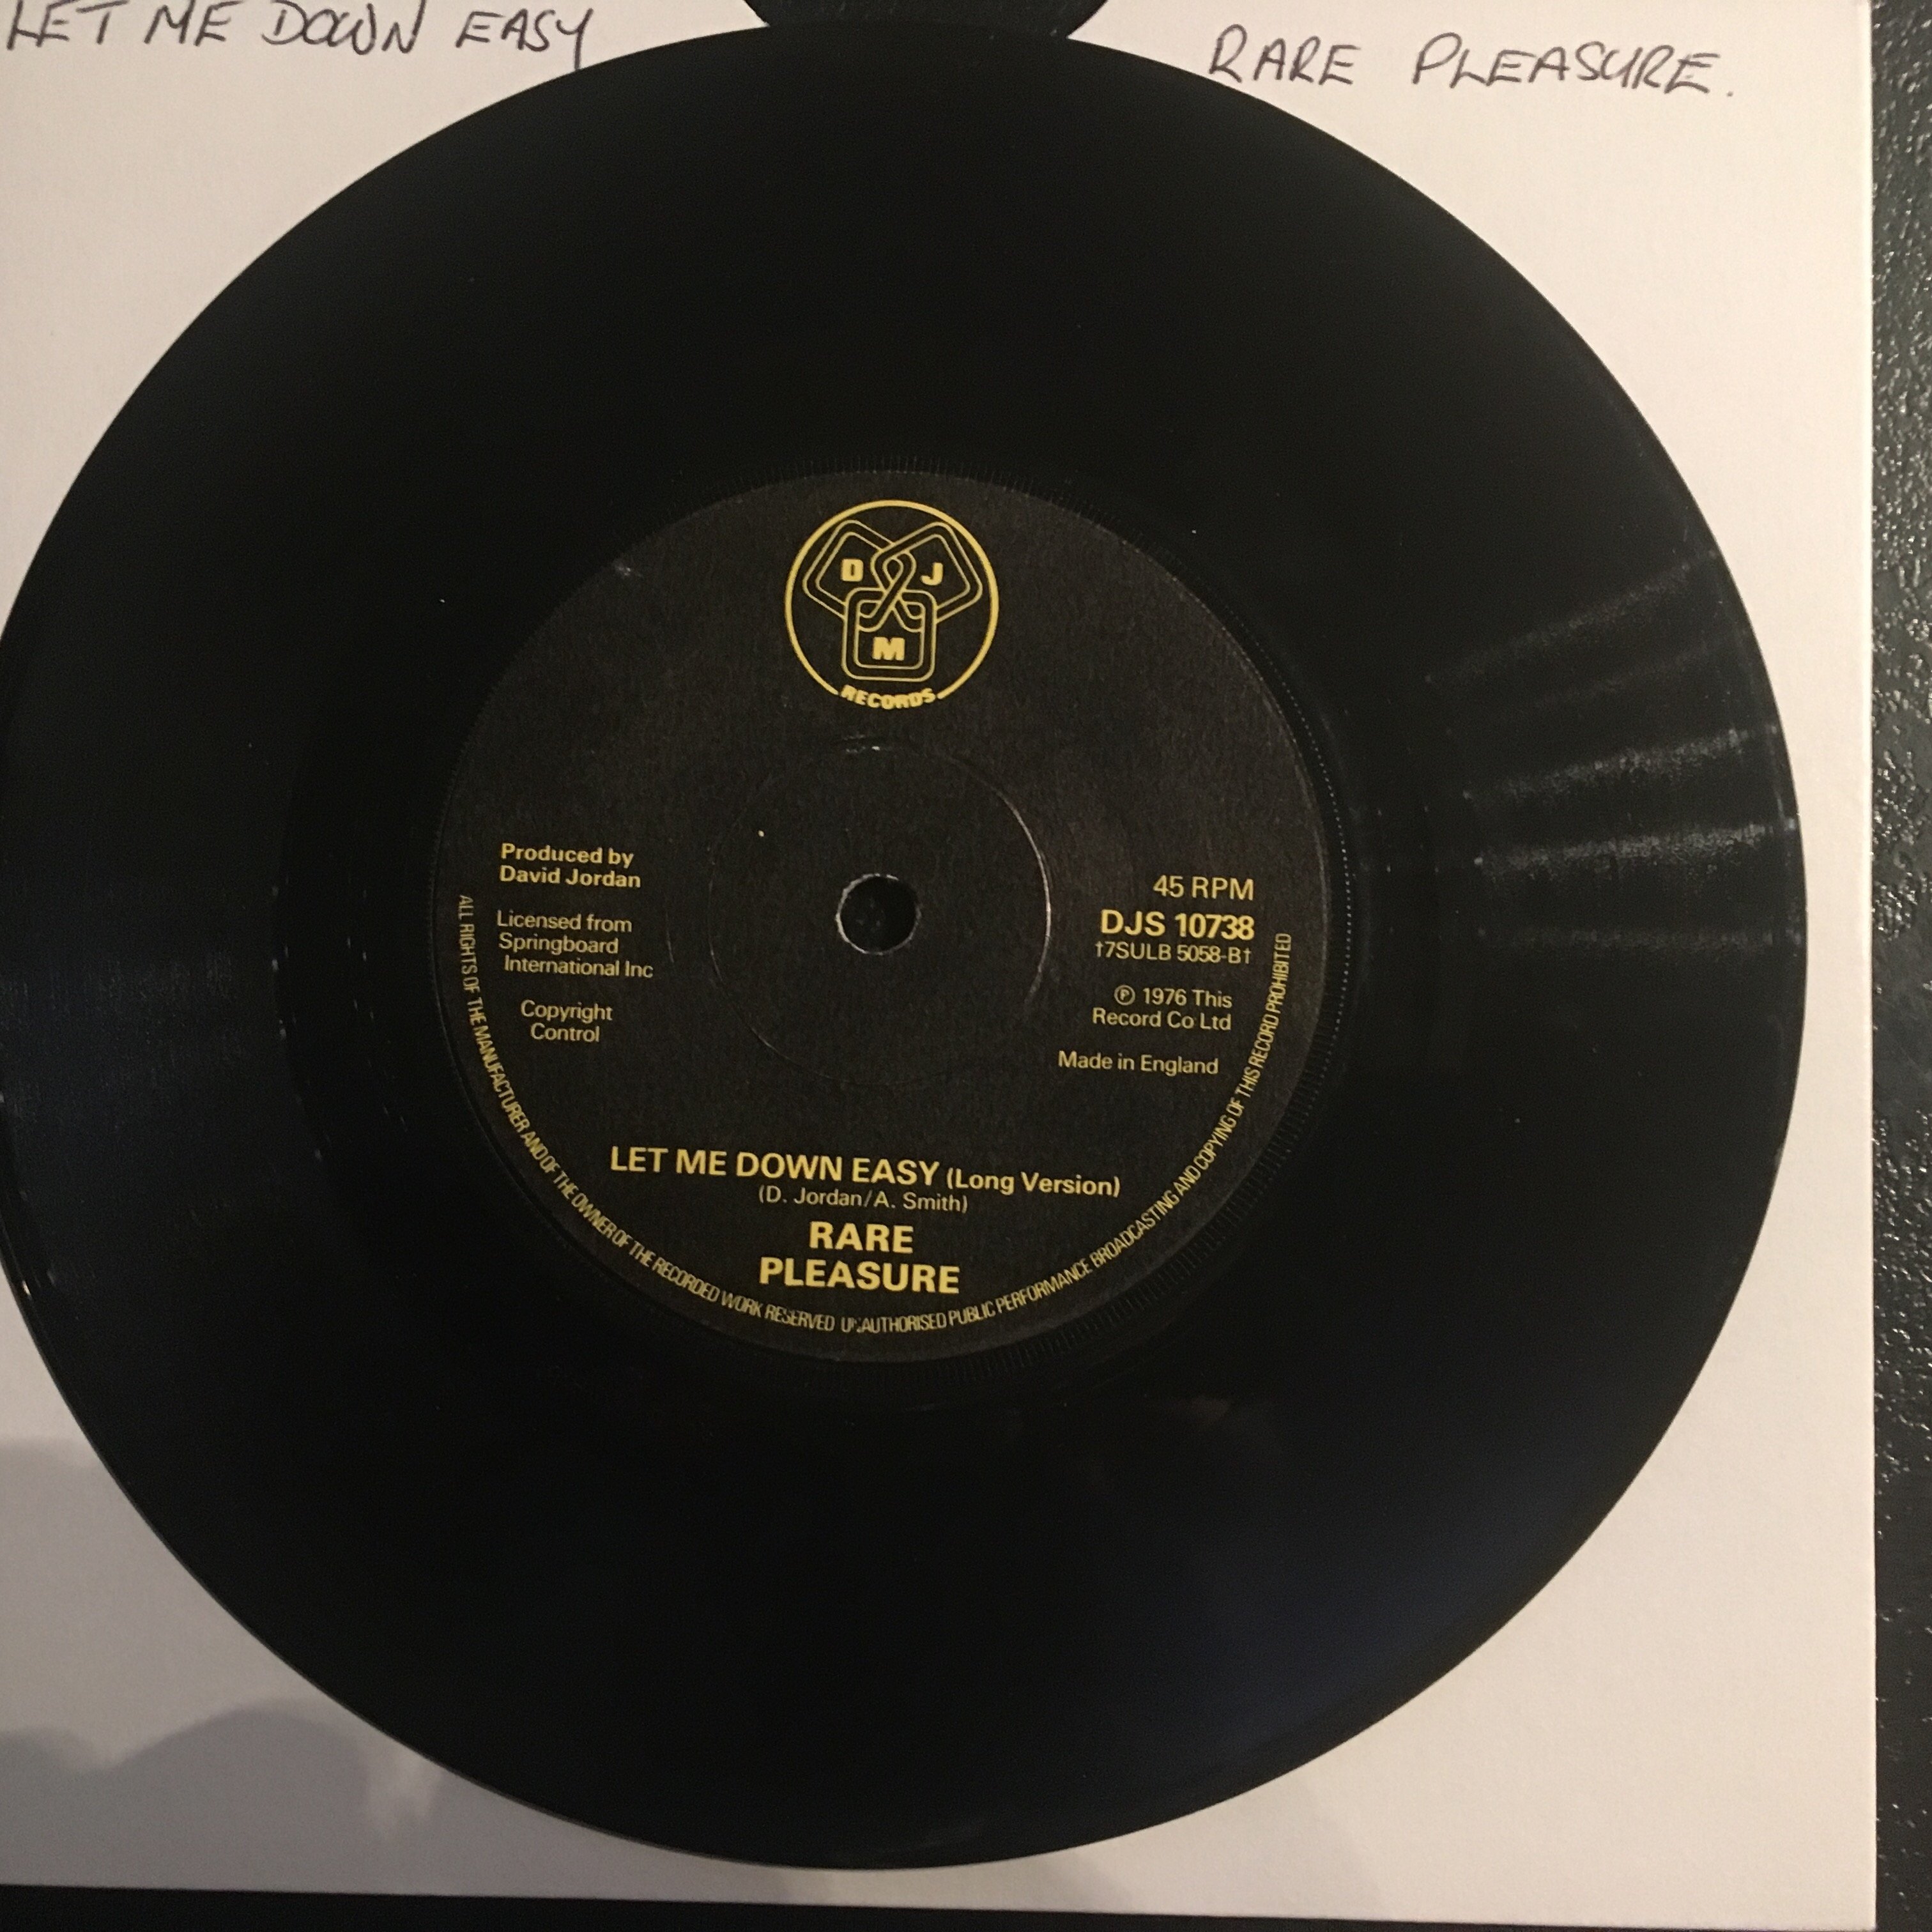 LET ME DOWN EASY
RARE PLEASURE.
D J
M
RECORDS
Produced by
David Jordan
Licensed from
Springboard
International Inc
Copyright
Control
45 RPM
DJS 10738
†7SULB 5058-B†
℗ 1976 This
Record Co Ltd
Made in England
LET ME DOWN EASY (Long Version)
(D. Jordan/A. Smith)
RARE
PLEASURE
ALL RIGHTS OF THE MANUFACTURER AND OF THE OWNER OF THE RECORDED WORK RESERVED UNAUTHORISED PUBLIC PERFORMANCE BROADCASTING AND COPYING OF THIS RECORD PROHIBITED